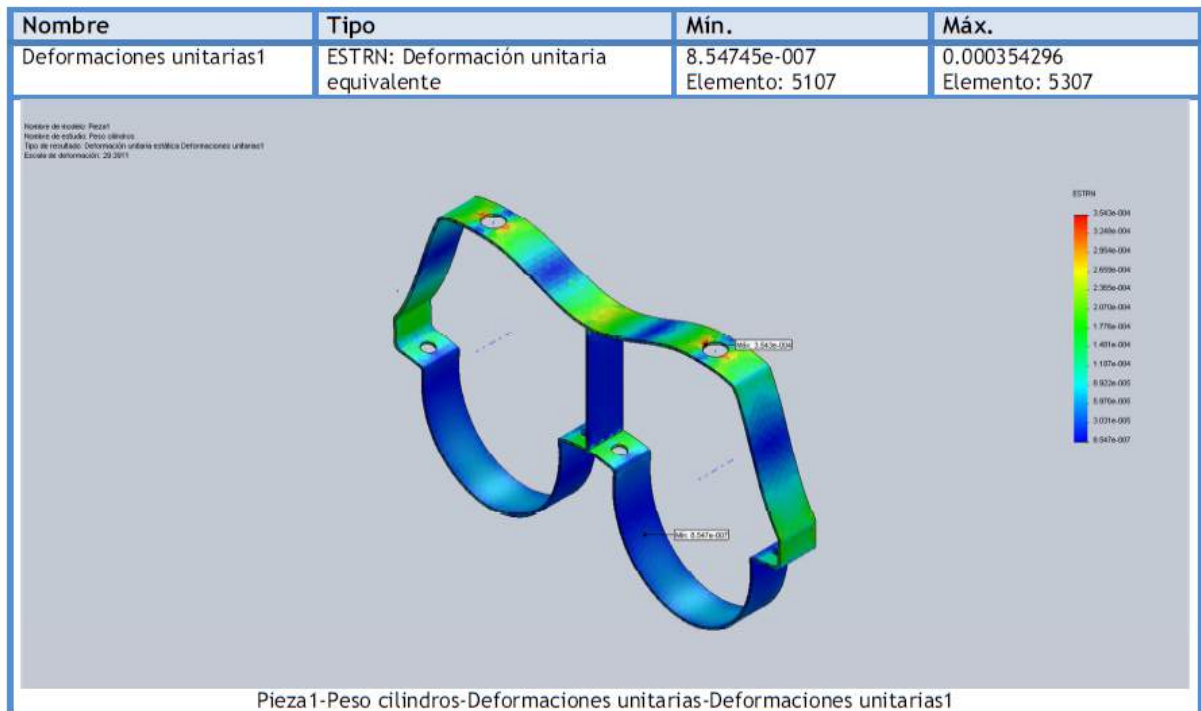 Nombre Tipo Mín. Máx.
Deformaciones unitarias1 ESTRN: Deformación unitaria equivalente 8.54745e-007 Elemento: 5107 0.000354296 Elemento: 5307
Nombre de modelo: Pieza1
Nombre de estudio: Peso cilindros
Tipo de resultado: Deformación unitaria estática Deformaciones unitarias1
Escala de deformación: 29.3911
ESTRN
3.543e-004
3.248e-004
2.954e-004
2.659e-004
2.365e-004
2.070e-004
1.776e-004
1.481e-004
1.187e-004
8.922e-005
5.976e-005
3.031e-005
8.547e-007
Máx: 3.543e-004
Mín: 8.547e-007
Pieza1-Peso cilindros-Deformaciones unitarias-Deformaciones unitarias1